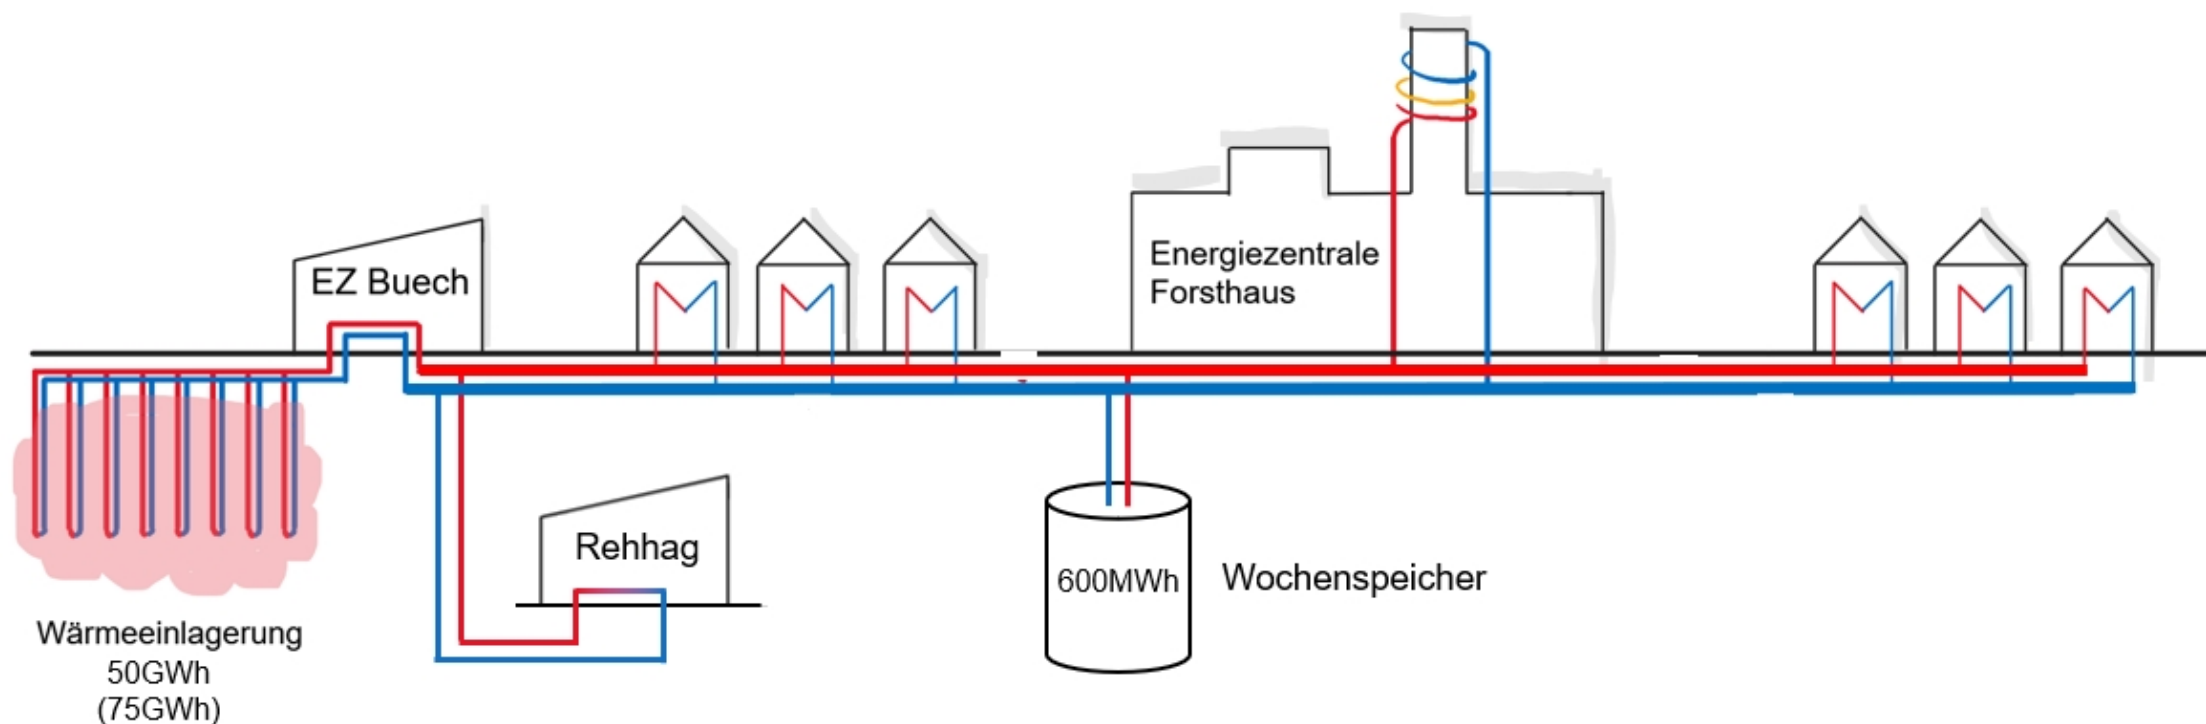 EZ Buech
Energiezentrale
Forsthaus
Rehhag
600MWh
Wochenspeicher
Wärmeeinlagerung
50GWh
(75GWh)